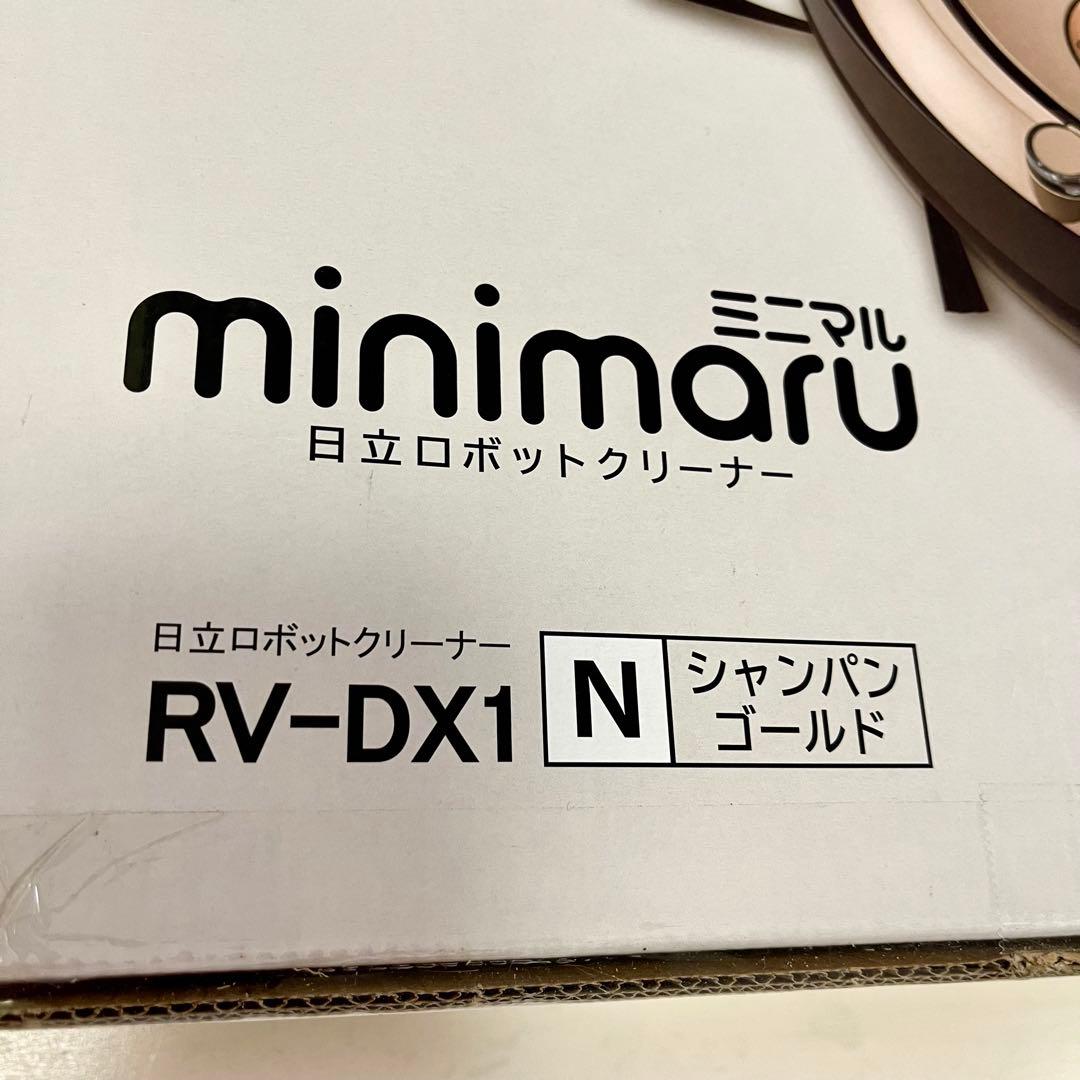 ミニマル
minimaru
日立ロボットクリーナー
日立ロボットクリーナー
RV-DX1 N シャンパン
ゴールド